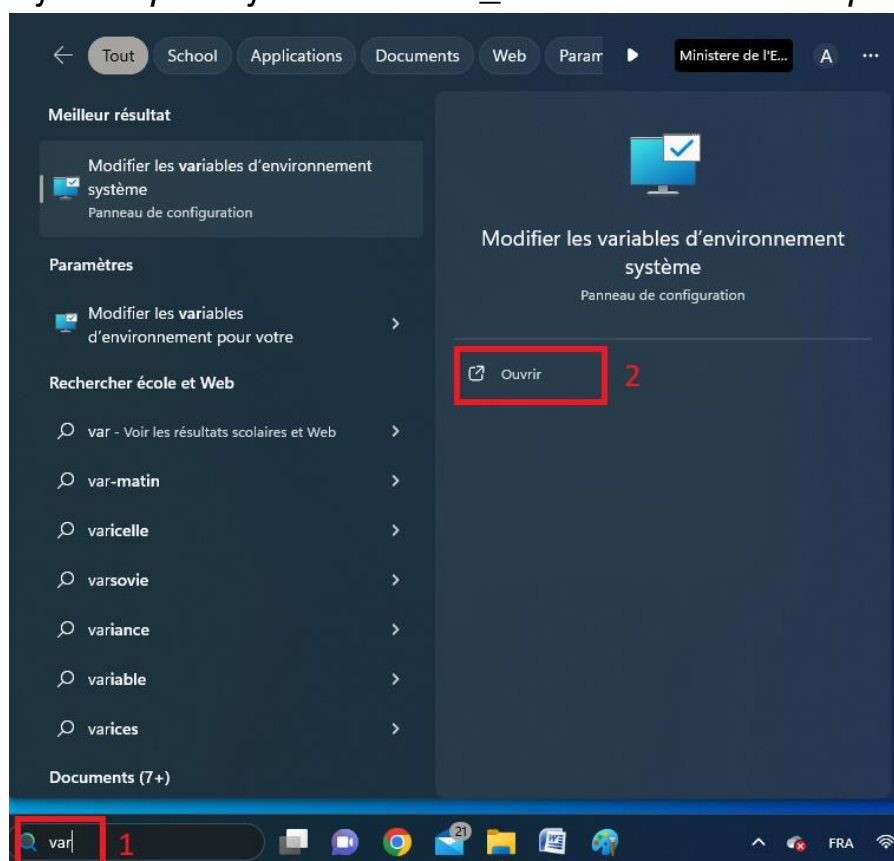 Tout School Applications Documents Web Param Ministere de l'E... A ...
Meilleur résultat
Modifier les variables d'environnement
système
Panneau de configuration
Modifier les variables d'environnement
système
Panneau de configuration
Ouvrir 2
Paramètres
Modifier les variables
d'environnement pour votre
Rechercher école et Web
var - Voir les résultats scolaires et Web
var-matin
varicelle
varsovie
variance
variable
varices
Documents (7+)
var 1 21 FRA